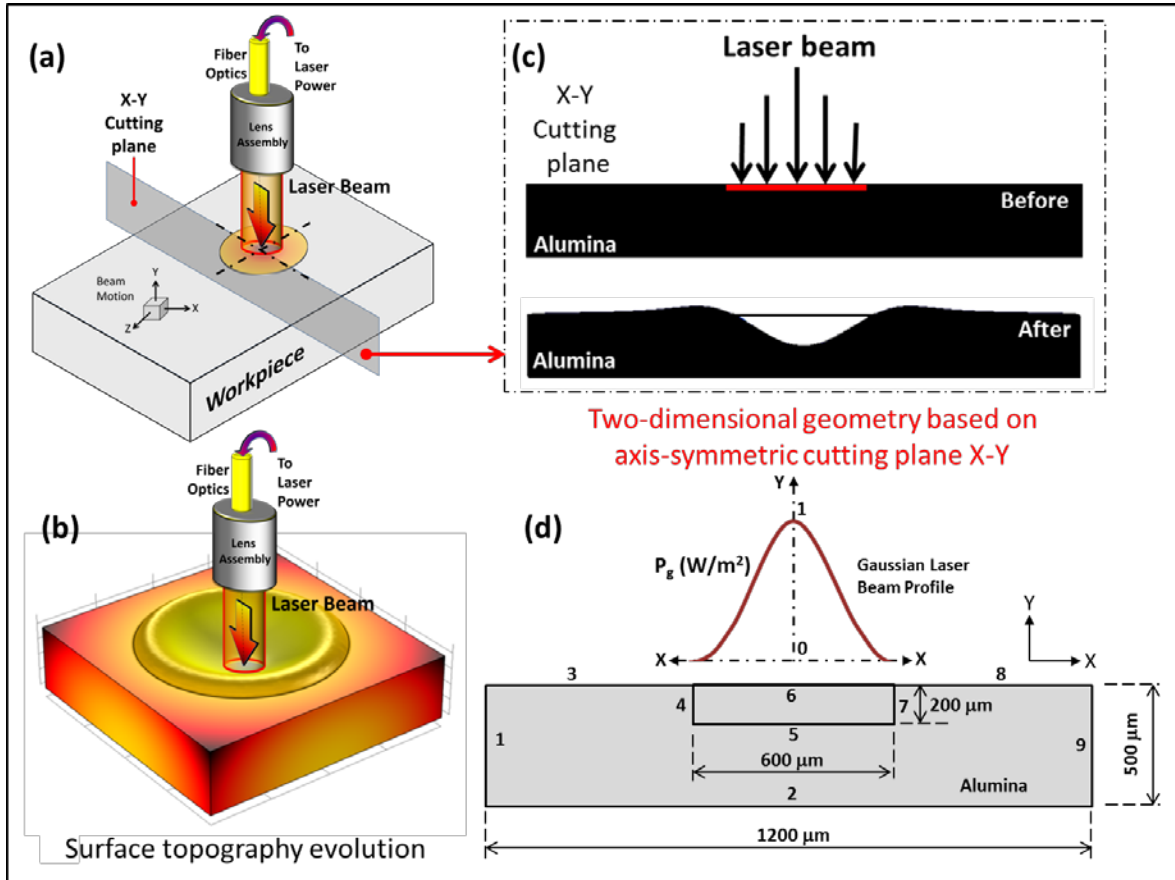 (a)
Fiber
Optics
To
Laser
Power
X-Y
Cutting
plane
Lens
Assembly
Laser Beam
Beam
Motion
Y
X
Z
Workpiece
(c)
Laser beam
X-Y
Cutting
plane
Before
Alumina
After
Alumina
Two-dimensional geometry based on
axis-symmetric cutting plane X-Y
(b)
Fiber
Optics
To
Laser
Power
Lens
Assembly
Laser Beam
Surface topography evolution
(d)
Y
1
Pg (W/m²)
Gaussian Laser
Beam Profile
X
0
X
Y
X
3
8
4
6
7
200 μm
5
1
9
600 μm
500 μm
2
Alumina
1200 μm